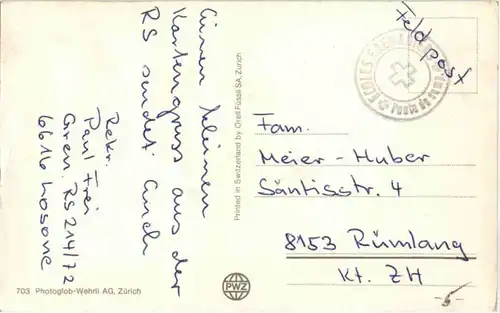 Einen kleinen
Kartengruss aus der
RS sendet Euch
Rekr.
Paul Frei
Gren. RS 214/72
6616 Losone
Feldpost
Fam.
Meier-Huber
Säntisstr. 4
8153 Rümlang
Kt. ZH
Printed in Switzerland by Orell Füssli SA, Zürich
PWZ
703 Photoglob-Wehrli AG, Zürich
-5-